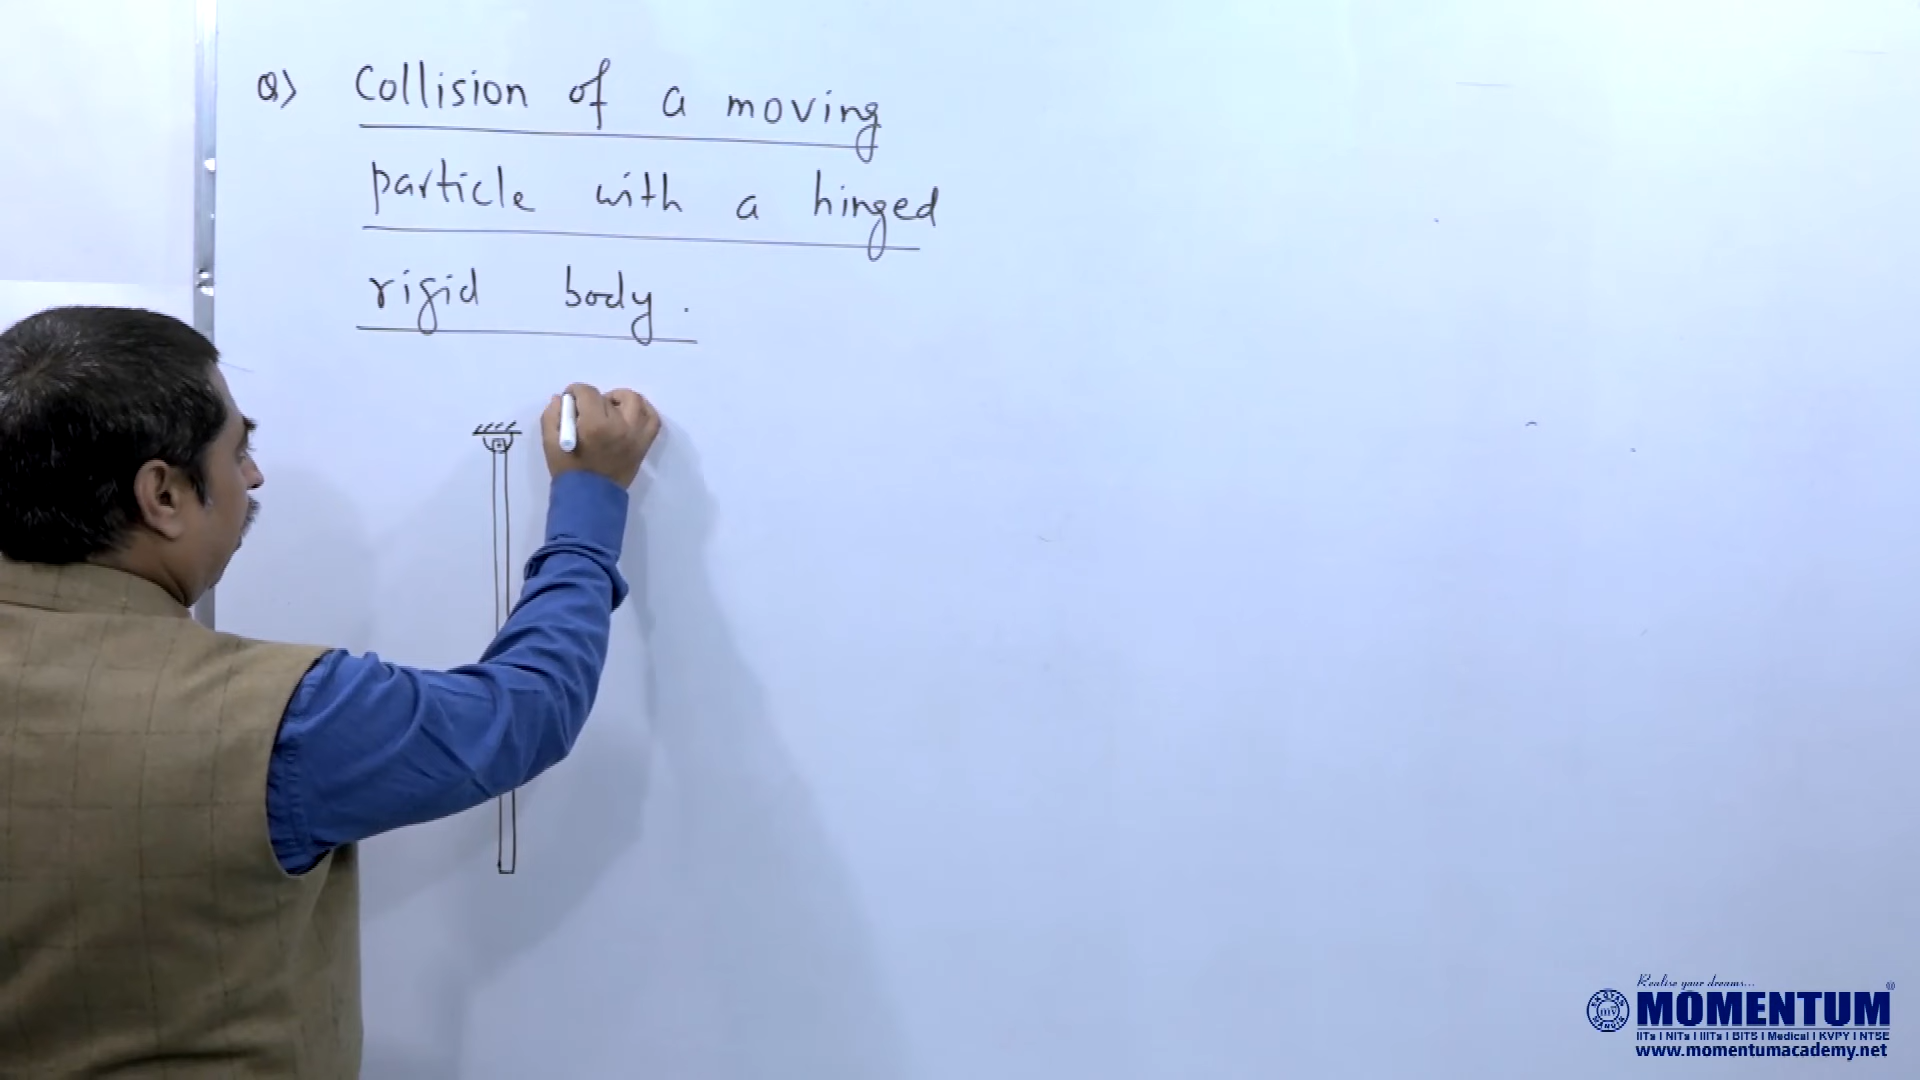 Q) Collision of a moving
particle with a hinged
rigid body.
Realise your dreams...
MOMENTUM
IITs | NITs | IIITs | BITS | Medical | KVPY | NTSE
www.momentumacademy.net